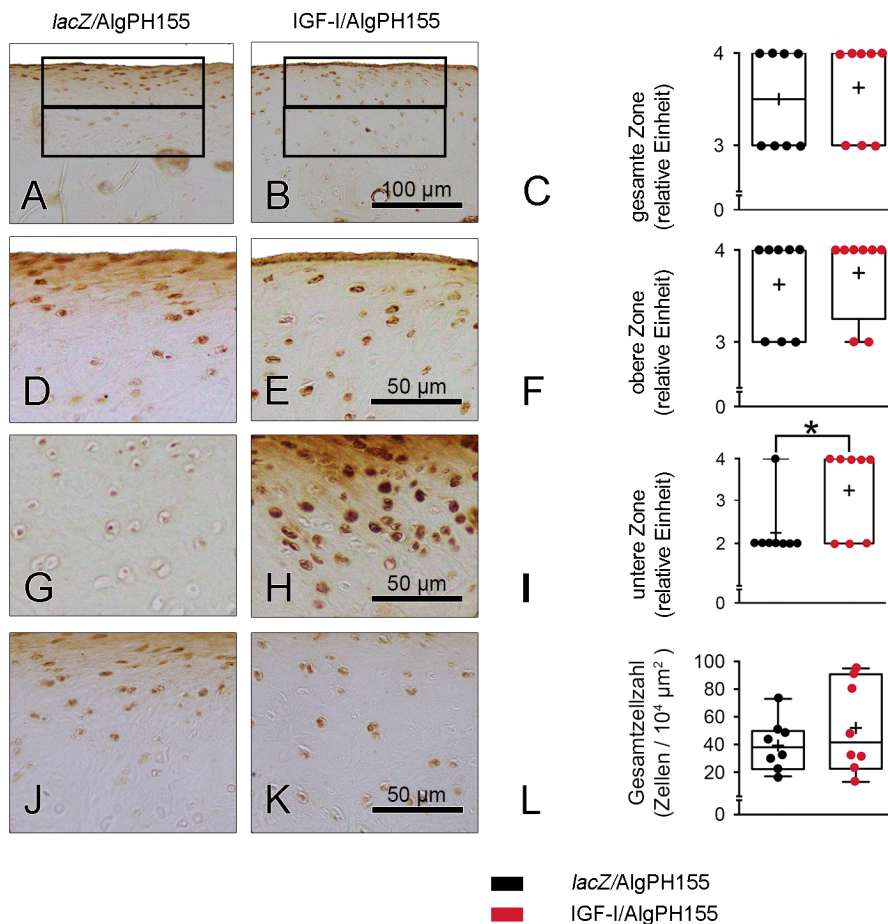 lacZ/AlgPH155
IGF-I/AlgPH155
A
B
100 µm
C
gesamte Zone
(relative Einheit)
4
3
0
D
E
50 µm
F
obere Zone
(relative Einheit)
4
3
0
G
H
50 µm
I
untere Zone
(relative Einheit)
*
4
3
2
0
J
K
50 µm
L
Gesamtzellzahl
(Zellen / 10⁴ µm²)
100
80
60
40
20
0
lacZ/AlgPH155
IGF-I/AlgPH155